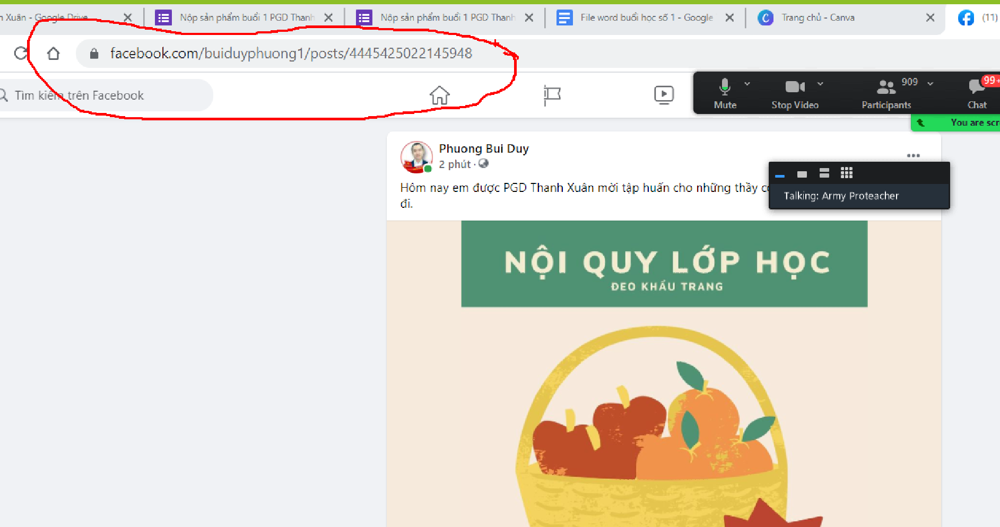 n Xuân - Google Drive
Nộp sản phẩm buổi 1 PGD Thanh
Nộp sản phẩm buổi 1 PGD Thanh
File word buổi học số 1 - Google
Trang chủ - Canva
(11)
facebook.com/buiduyphuong1/posts/4445425022145948
Tìm kiếm trên Facebook
Mute
Stop Video
909
Participants
99+
Chat
You are scr
Phuong Bui Duy
2 phút ·
Hôm nay em được PGD Thanh Xuân mời tập huấn cho những thầy c
đi.
Talking: Army Proteacher
NỘI QUY LỚP HỌC
ĐEO KHẨU TRANG